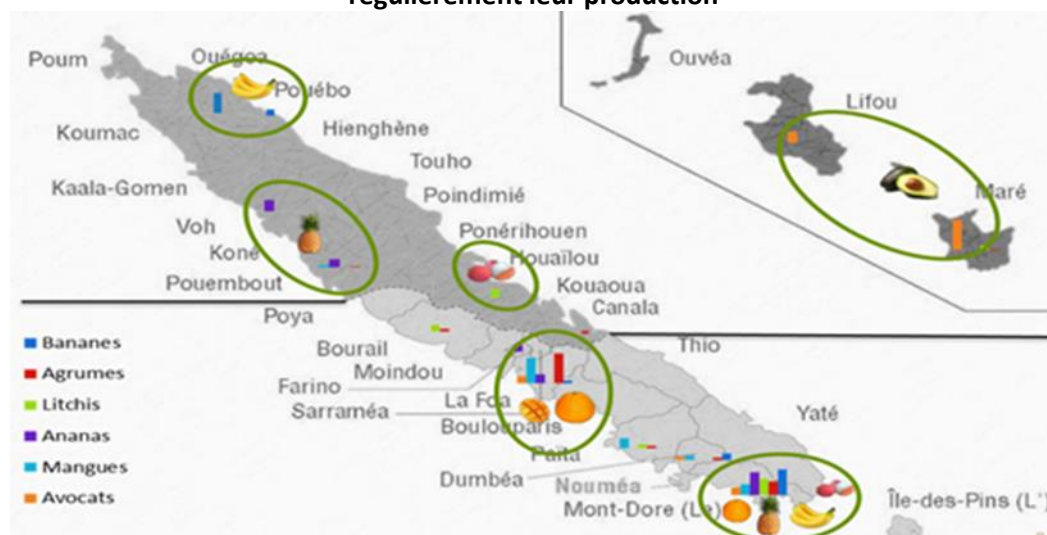 régulièrement leur production
Poum
Ouégoa
Pouébo
Koumac
Hienghène
Touho
Kaala-Gomen
Poindimié
Voh
Ponérihouen
Koné
Houaïlou
Pouembout
Kouaoua
Canala
Poya
Thio
Bourail
Moindou
Farino
La Foa
Sarraméa
Boulouparis
Yaté
Païta
Dumbéa
Nouméa
Mont-Dore (Le)
Île-des-Pins (L')
Ouvéa
Lifou
Maré
Bananes
Agrumes
Litchis
Ananas
Mangues
Avocats